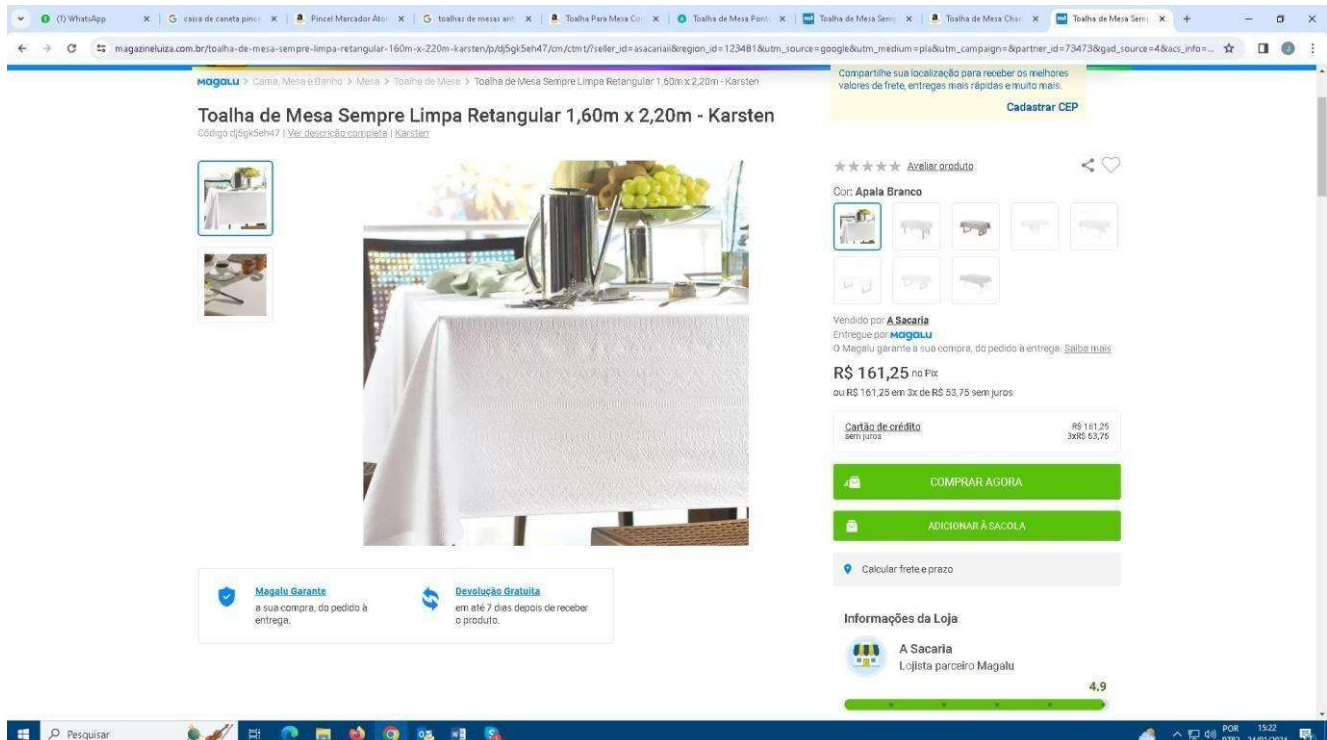 (1) WhatsApp
caixa de caneta pince
Pincel Marcador Ator
toalhas de mesas ant
Toalha Para Mesa Co
Toalha de Mesa Pont
Toalha de Mesa Semp
Toalha de Mesa Char
Toalha de Mesa Semp
magazineluiza.com.br/toalha-de-mesa-sempre-limpa-retangular-160m-x-220m-karsten/p/dj5gk5eh47/cm/ctmt/?seller_id=asacariaii&region_id=123481&utm_source=google&utm_medium=pla&utm_campaign=&partner_id=73473&gad_source=4&acs_info=...
Magalu > Cama, Mesa e Banho > Mesa > Toalha de Mesa > Toalha de Mesa Sempre Limpa Retangular 1,60m x 2,20m - Karsten
Toalha de Mesa Sempre Limpa Retangular 1,60m x 2,20m - Karsten
Código dj5gk5eh47 | Ver descrição completa | Karsten
Compartilhe sua localização para receber os melhores
valores de frete, entregas mais rápidas e muito mais.
Cadastrar CEP
Avaliar produto
Cor: Apala Branco
Vendido por A Sacaria
Entregue por Magalu
O Magalu garante a sua compra, do pedido à entrega. Saiba mais
R$ 161,25 no Pix
ou R$ 161,25 em 3x de R$ 53,75 sem juros
Cartão de crédito R$ 161,25
sem juros 3xR$ 53,75
COMPRAR AGORA
ADICIONAR À SACOLA
Calcular frete e prazo
Magalu Garante
a sua compra, do pedido à
entrega.
Devolução Gratuita
em até 7 dias depois de receber
o produto.
Informações da Loja
A Sacaria
Lojista parceiro Magalu
4.9
Pesquisar
POR 15:22
PTB2 24/01/2024